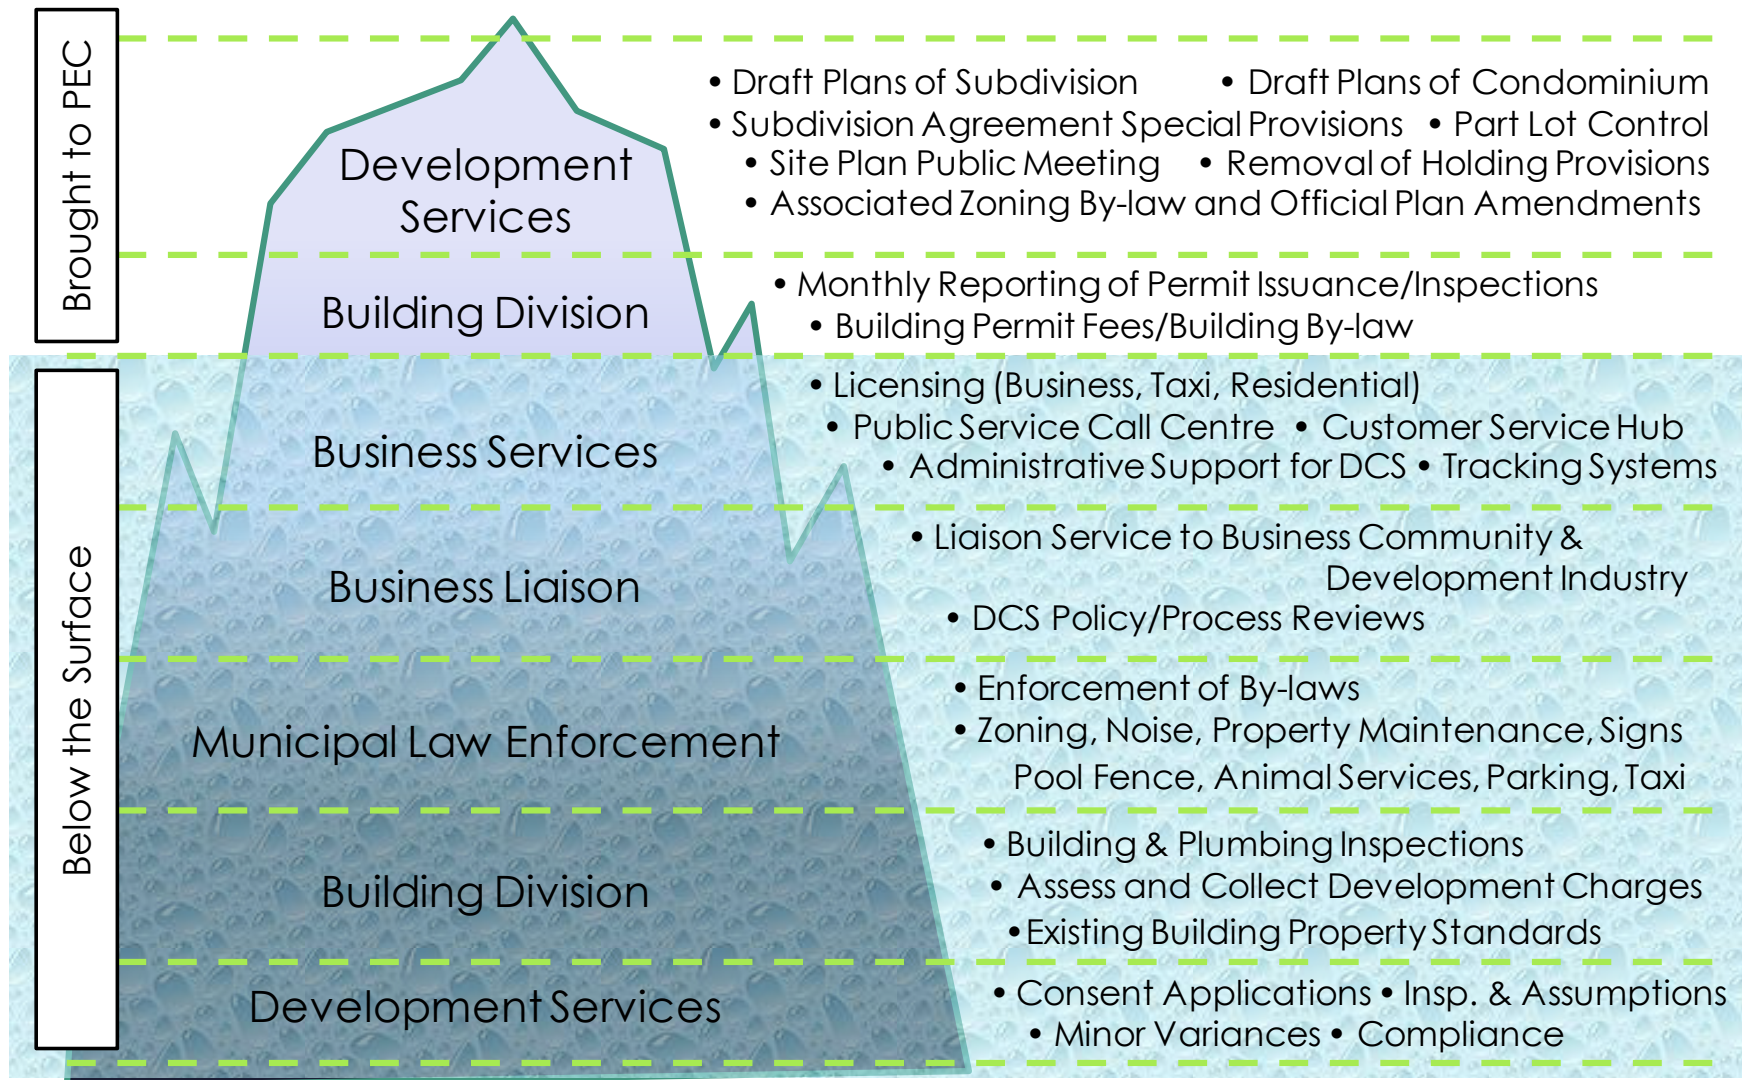 Brought to PEC
Development
Services
• Draft Plans of Subdivision • Draft Plans of Condominium
• Subdivision Agreement Special Provisions • Part Lot Control
• Site Plan Public Meeting • Removal of Holding Provisions
• Associated Zoning By-law and Official Plan Amendments
Building Division
• Monthly Reporting of Permit Issuance/Inspections
• Building Permit Fees/Building By-law
Below the Surface
Business Services
• Licensing (Business, Taxi, Residential)
• Public Service Call Centre • Customer Service Hub
• Administrative Support for DCS • Tracking Systems
Business Liaison
• Liaison Service to Business Community &
Development Industry
• DCS Policy/Process Reviews
Municipal Law Enforcement
• Enforcement of By-laws
• Zoning, Noise, Property Maintenance, Signs
Pool Fence, Animal Services, Parking, Taxi
Building Division
• Building & Plumbing Inspections
• Assess and Collect Development Charges
• Existing Building Property Standards
Development Services
• Consent Applications • Insp. & Assumptions
• Minor Variances • Compliance